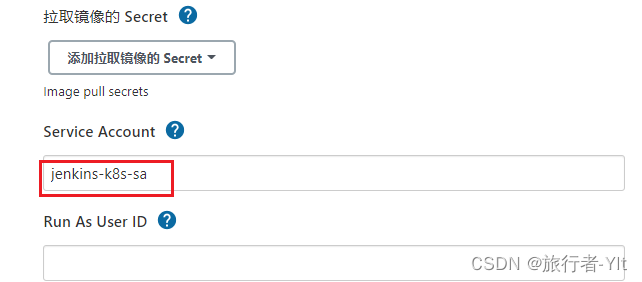 拉取镜像的 Secret ?
添加拉取镜像的 Secret
Image pull secrets
Service Account ?
jenkins-k8s-sa
Run As User ID ?
CSDN @旅行者-Ylt